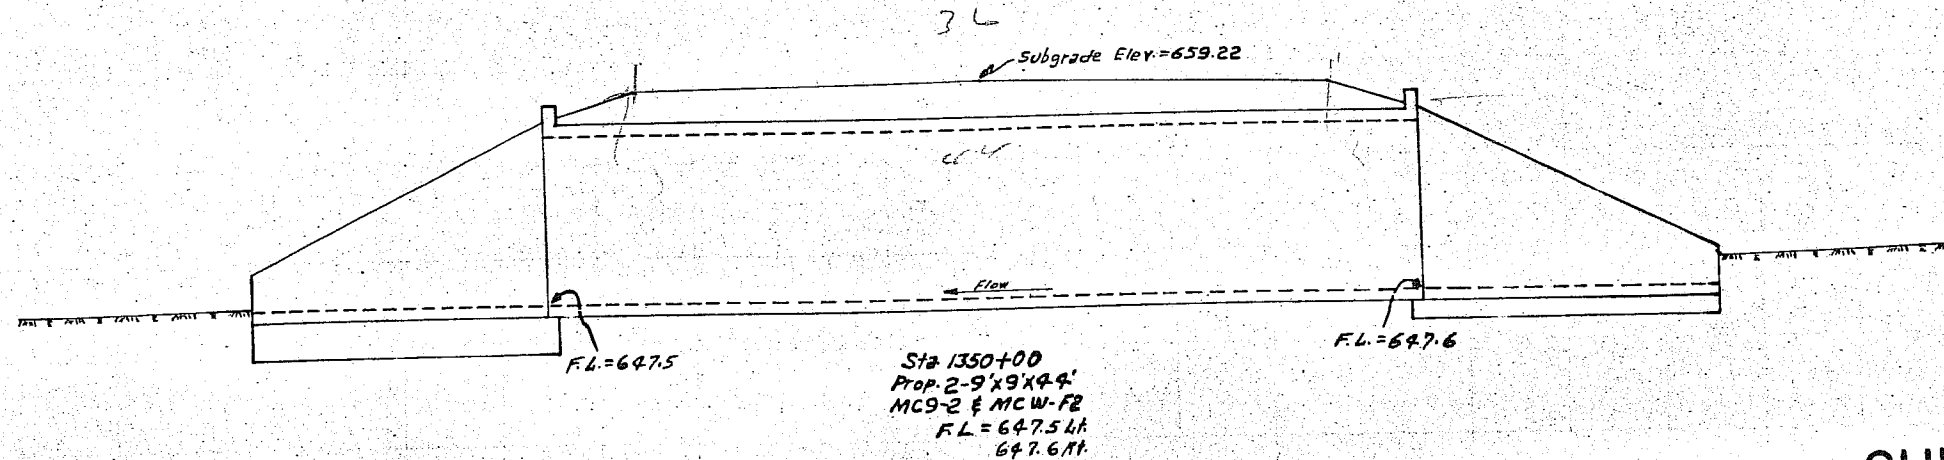 3 L
Subgrade Elev.=659.22
Flow
F.L.=647.5
F.L.=647.6
Sta 1350+00
Prop. 2-9'x9'x44'
MC9-2 & MCW-F2
F.L = 647.5 Lt.
647.6 Rt.